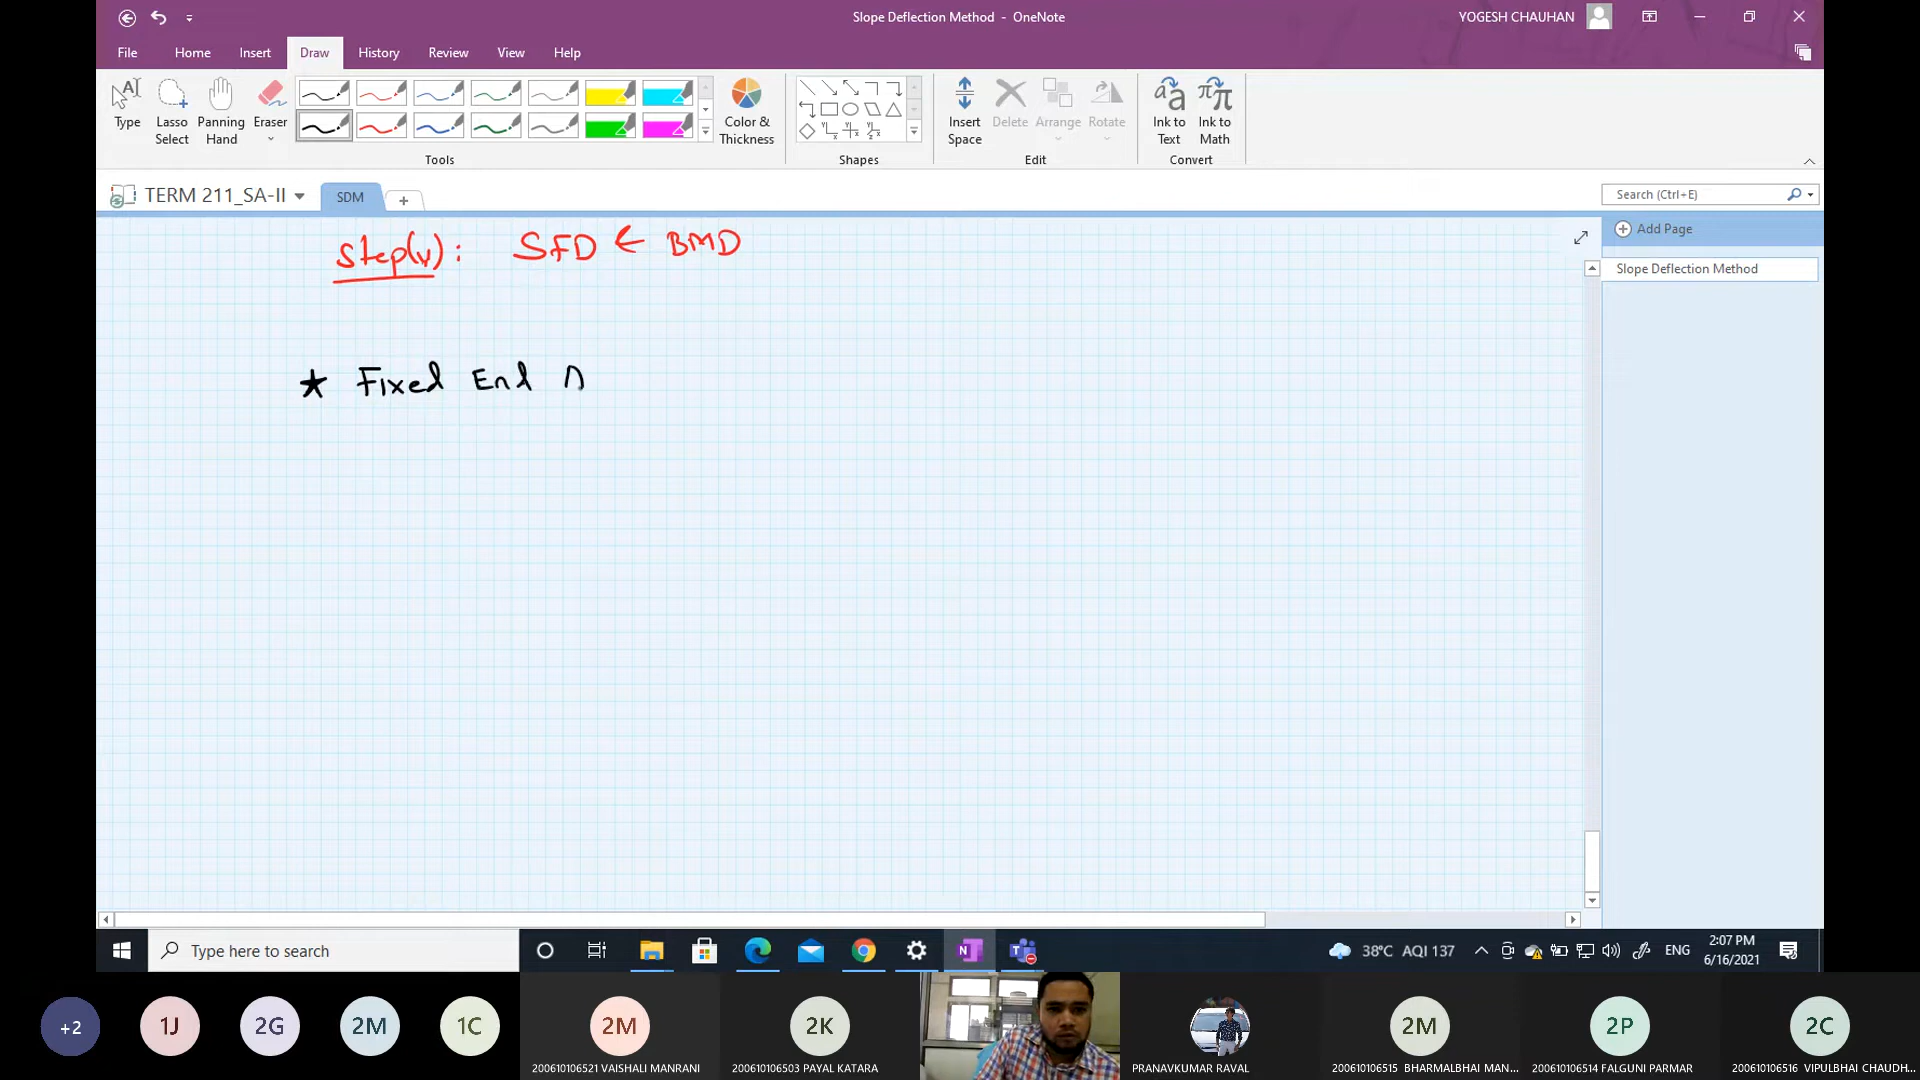 Slope Deflection Method - OneNote
YOGESH CHAUHAN
File Home Insert Draw History Review View Help
Type
Lasso Select
Panning Hand
Eraser
Color & Thickness
Insert Space
Delete
Arrange
Rotate
Ink to Text
Ink to Math
Tools
Shapes
Edit
Convert
TERM 211_SA-II
SDM
Search (Ctrl+E)
Add Page
Slope Deflection Method
Step(v): SFD ← BMD
★ Fixed End
Type here to search
38°C AQI 137
ENG
2:07 PM
6/16/2021
+2
1J
2G
2M
1C
2M
2K
2M
2P
2C
200610106521 VAISHALI MANRANI
200610106503 PAYAL KATARA
PRANAVKUMAR RAVAL
200610106515 BHARMALBHAI MAN...
200610106514 FALGUNI PARMAR
200610106516 VIPULBHAI CHAUDH...